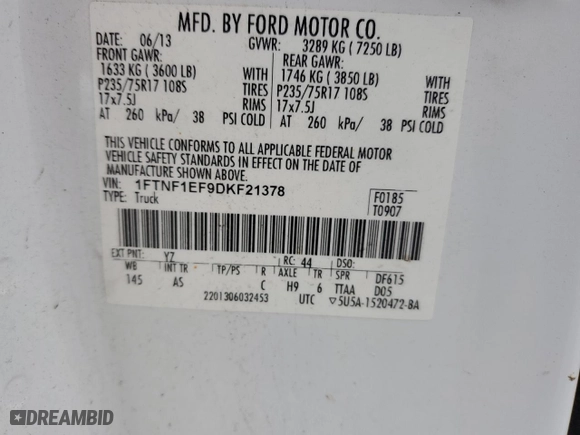 MFD. BY FORD MOTOR CO.
DATE: 06/13 GVWR: 3289 KG ( 7250 LB)
FRONT GAWR: REAR GAWR:
1633 KG ( 3600 LB) WITH 1746 KG ( 3850 LB) WITH
P235/75R17 108S TIRES P235/75R17 108S TIRES
17x7.5J RIMS 17x7.5J RIMS
AT 260 kPa/ 38 PSI COLD AT 260 kPa/ 38 PSI COLD
THIS VEHICLE CONFORMS TO ALL APPLICABLE FEDERAL MOTOR
VEHICLE SAFETY STANDARDS IN EFFECT ON THE DATE OF
MANUFACTURE SHOWN ABOVE.
VIN: 1FTNF1EF9DKF21378 F0185
TYPE: Truck T0907
EXT PNT: YZ RC: 44 DSO:
WB INT TR TP/PS R AXLE TR SPR DF615
145 AS C H9 6 TTAA D05
2201306032453 UTC ▽5U5A-1520472-BA
DREAMBID